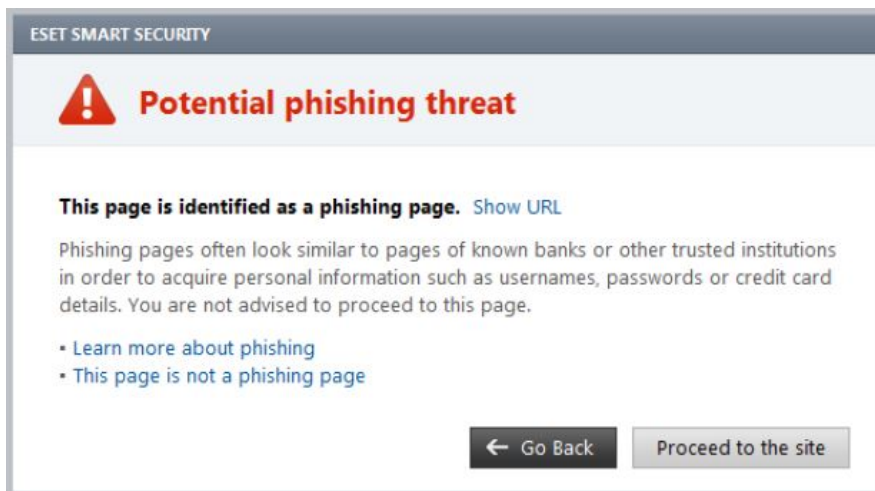 ESET SMART SECURITY
Potential phishing threat
This page is identified as a phishing page. Show URL
Phishing pages often look similar to pages of known banks or other trusted institutions
in order to acquire personal information such as usernames, passwords or credit card
details. You are not advised to proceed to this page.
▪ Learn more about phishing
▪ This page is not a phishing page
← Go Back Proceed to the site